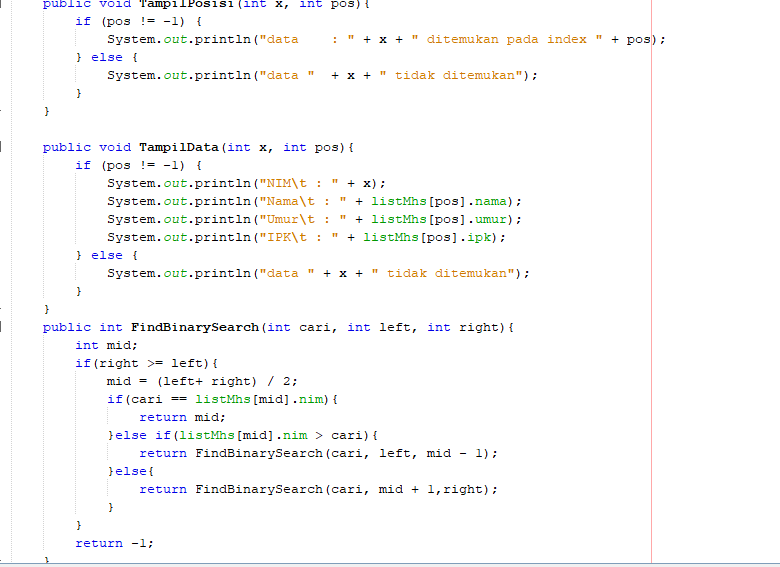 public void TampilPosisi(int x, int pos){
if (pos != -1) {
System.out.println("data    : " + x + " ditemukan pada index " + pos);
} else {
System.out.println("data "  + x + " tidak ditemukan");
}
}
public void TampilData(int x, int pos){
if (pos != -1) {
System.out.println("NIM\t : " + x);
System.out.println("Nama\t : " + listMhs[pos].nama);
System.out.println("Umur\t : " + listMhs[pos].umur);
System.out.println("IPK\t : " + listMhs[pos].ipk);
} else {
System.out.println("data " + x + " tidak ditemukan");
}
}
public int FindBinarySearch(int cari, int left, int right){
int mid;
if(right >= left){
mid = (left+ right) / 2;
if(cari == listMhs[mid].nim){
return mid;
}else if(listMhs[mid].nim > cari){
return FindBinarySearch(cari, left, mid - 1);
}else{
return FindBinarySearch(cari, mid + 1,right);
}
}
return -1;
}